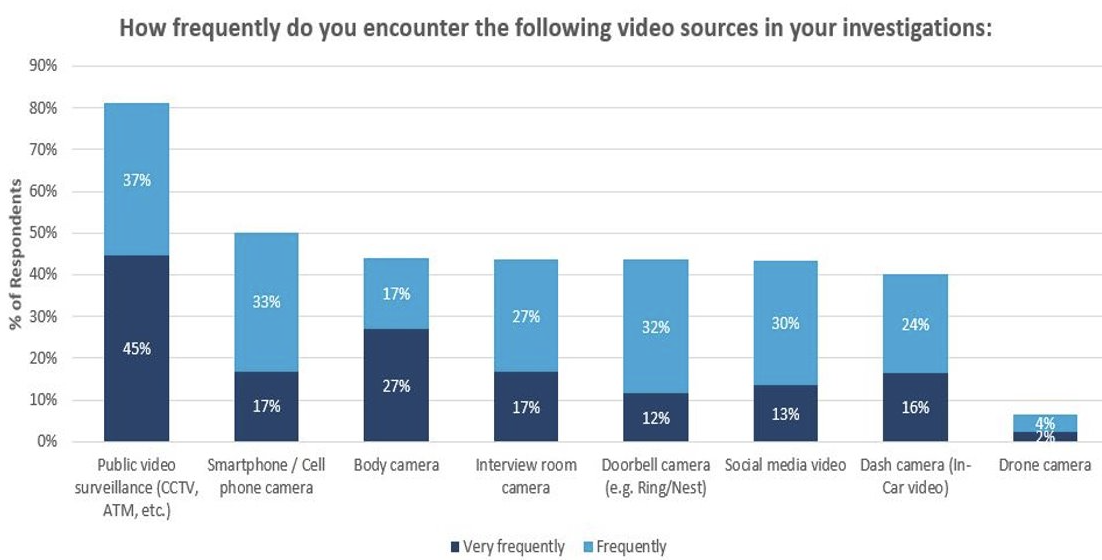 How frequently do you encounter the following video sources in your investigations:
90%
80%
70%
60%
50%
40%
30%
20%
10%
0%
% of Respondents
37%
45%
33%
17%
17%
27%
27%
17%
32%
12%
30%
13%
24%
16%
4%
2%
Public video
surveillance (CCTV,
ATM, etc.)
Smartphone / Cell
phone camera
Body camera
Interview room
camera
Doorbell camera
(e.g. Ring/Nest)
Social media video
Dash camera (In-
Car video)
Drone camera
Very frequently
Frequently